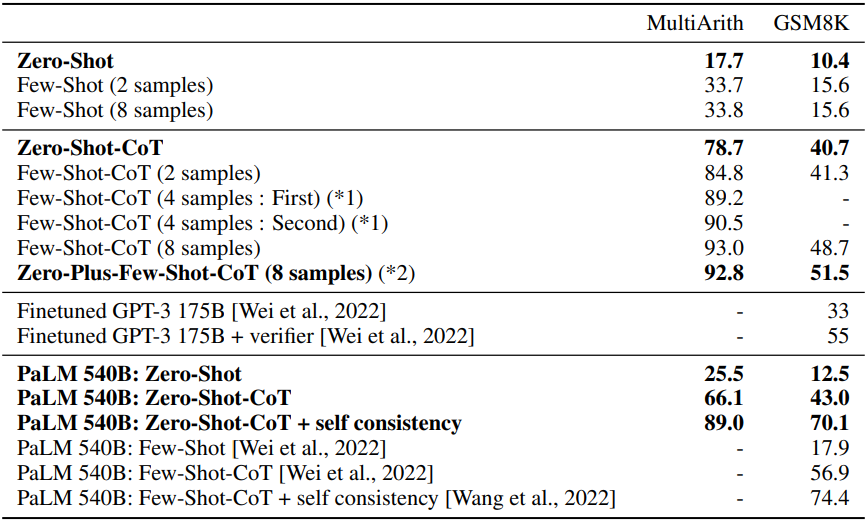 MultiArith GSM8K
Zero-Shot 17.7 10.4
Few-Shot (2 samples) 33.7 15.6
Few-Shot (8 samples) 33.8 15.6
Zero-Shot-CoT 78.7 40.7
Few-Shot-CoT (2 samples) 84.8 41.3
Few-Shot-CoT (4 samples : First) (*1) 89.2 -
Few-Shot-CoT (4 samples : Second) (*1) 90.5 -
Few-Shot-CoT (8 samples) 93.0 48.7
Zero-Plus-Few-Shot-CoT (8 samples) (*2) 92.8 51.5
Finetuned GPT-3 175B [Wei et al., 2022] - 33
Finetuned GPT-3 175B + verifier [Wei et al., 2022] - 55
PaLM 540B: Zero-Shot 25.5 12.5
PaLM 540B: Zero-Shot-CoT 66.1 43.0
PaLM 540B: Zero-Shot-CoT + self consistency 89.0 70.1
PaLM 540B: Few-Shot [Wei et al., 2022] - 17.9
PaLM 540B: Few-Shot-CoT [Wei et al., 2022] - 56.9
PaLM 540B: Few-Shot-CoT + self consistency [Wang et al., 2022] - 74.4